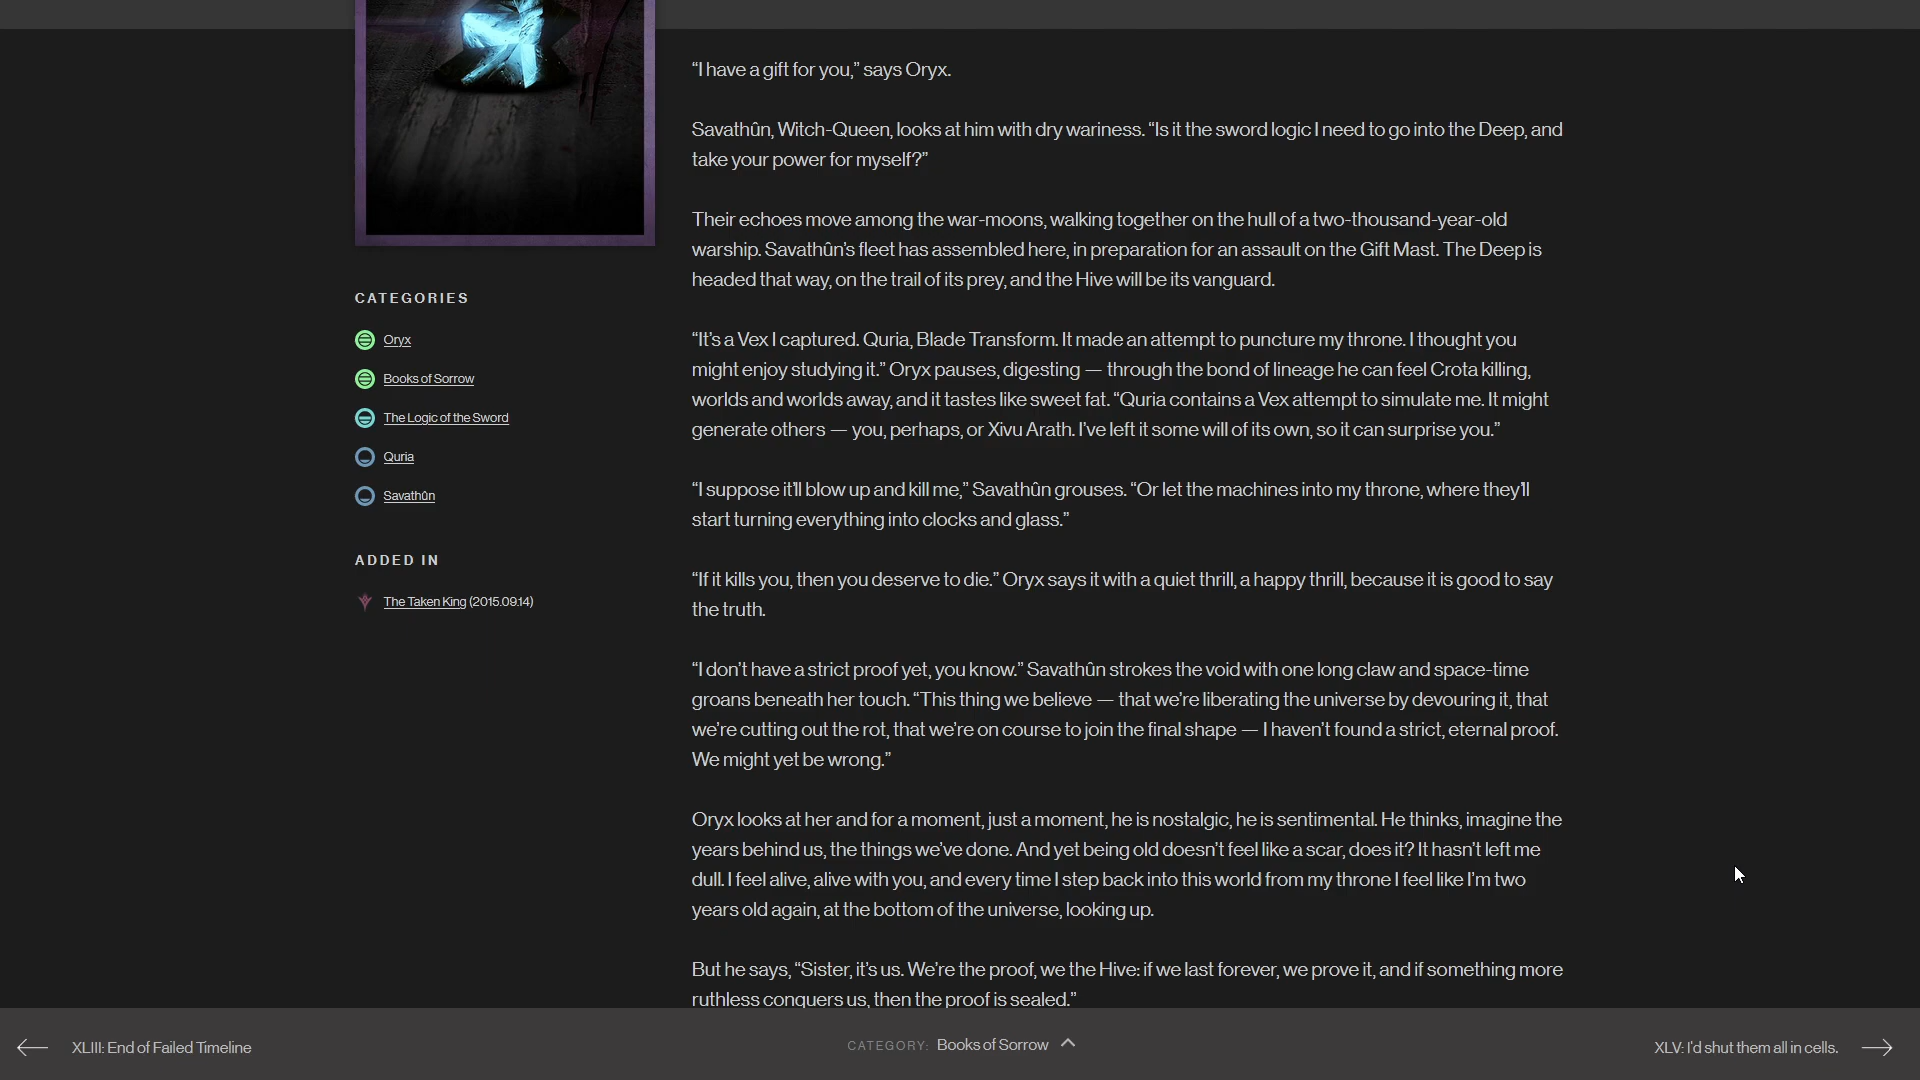 “I have a gift for you,” says Oryx.
Savathûn, Witch-Queen, looks at him with dry wariness. “Is it the sword logic I need to go into the Deep, and
take your power for myself?”
Their echoes move among the war-moons, walking together on the hull of a two-thousand-year-old
warship. Savathûn’s fleet has assembled here, in preparation for an assault on the Gift Mast. The Deep is
headed that way, on the trail of its prey, and the Hive will be its vanguard.
“It’s a Vex I captured. Quria, Blade Transform. It made an attempt to puncture my throne. I thought you
might enjoy studying it.” Oryx pauses, digesting — through the bond of lineage he can feel Crota killing,
worlds and worlds away, and it tastes like sweet fat. “Quria contains a Vex attempt to simulate me. It might
generate others — you, perhaps, or Xivu Arath. I’ve left it some will of its own, so it can surprise you.”
“I suppose it’ll blow up and kill me,” Savathûn grouses. “Or let the machines into my throne, where they’ll
start turning everything into clocks and glass.”
“If it kills you, then you deserve to die.” Oryx says it with a quiet thrill, a happy thrill, because it is good to say
the truth.
“I don’t have a strict proof yet, you know.” Savathûn strokes the void with one long claw and space-time
groans beneath her touch. “This thing we believe — that we’re liberating the universe by devouring it, that
we’re cutting out the rot, that we’re on course to join the final shape — I haven’t found a strict, eternal proof.
We might yet be wrong.”
Oryx looks at her and for a moment, just a moment, he is nostalgic, he is sentimental. He thinks, imagine the
years behind us, the things we’ve done. And yet being old doesn’t feel like a scar, does it? It hasn’t left me
dull. I feel alive, alive with you, and every time I step back into this world from my throne I feel like I’m two
years old again, at the bottom of the universe, looking up.
But he says, “Sister, it’s us. We’re the proof, we the Hive: if we last forever, we prove it, and if something more
ruthless conquers us, then the proof is sealed.”
CATEGORIES
Oryx
Books of Sorrow
The Logic of the Sword
Quria
Savathûn
ADDED IN
The Taken King (2015.09.14)
XLIII: End of Failed Timeline
CATEGORY: Books of Sorrow
XLV: I’d shut them all in cells.